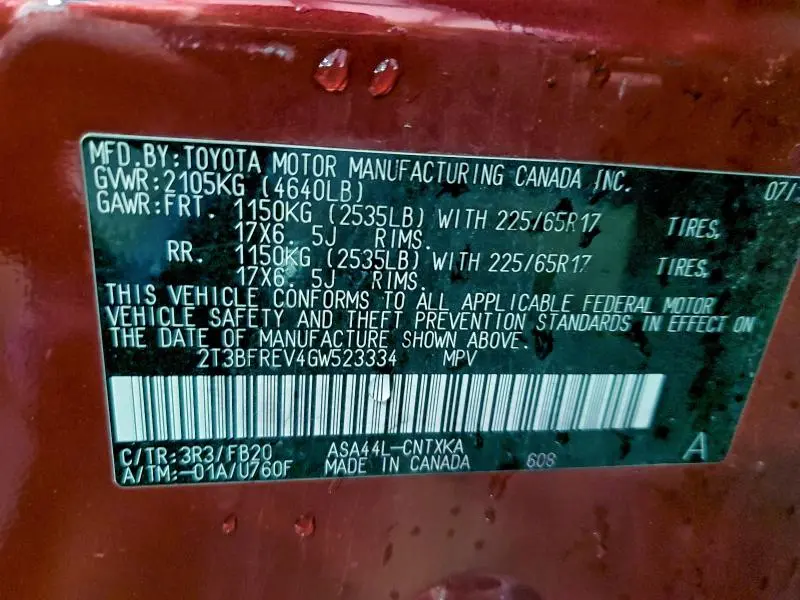 MFD.BY:TOYOTA MOTOR MANUFACTURING CANADA INC. 07/
GVWR:2105KG (4640LB)
GAWR:FRT. 1150KG (2535LB) WITH 225/65R17 TIRES,
17X6. 5J RIMS.
RR. 1150KG (2535LB) WITH 225/65R17 TIRES,
17X6. 5J RIMS.
THIS VEHICLE CONFORMS TO ALL APPLICABLE FEDERAL MOTOR
VEHICLE SAFETY AND THEFT PREVENTION STANDARDS IN EFFECT ON
THE DATE OF MANUFACTURE SHOWN ABOVE.
2T3BFREV4GW523334 MPV
C/TR:3R3/FB20 ASA44L-CNTXKA A
A/TM:-01A/U760F MADE IN CANADA 608